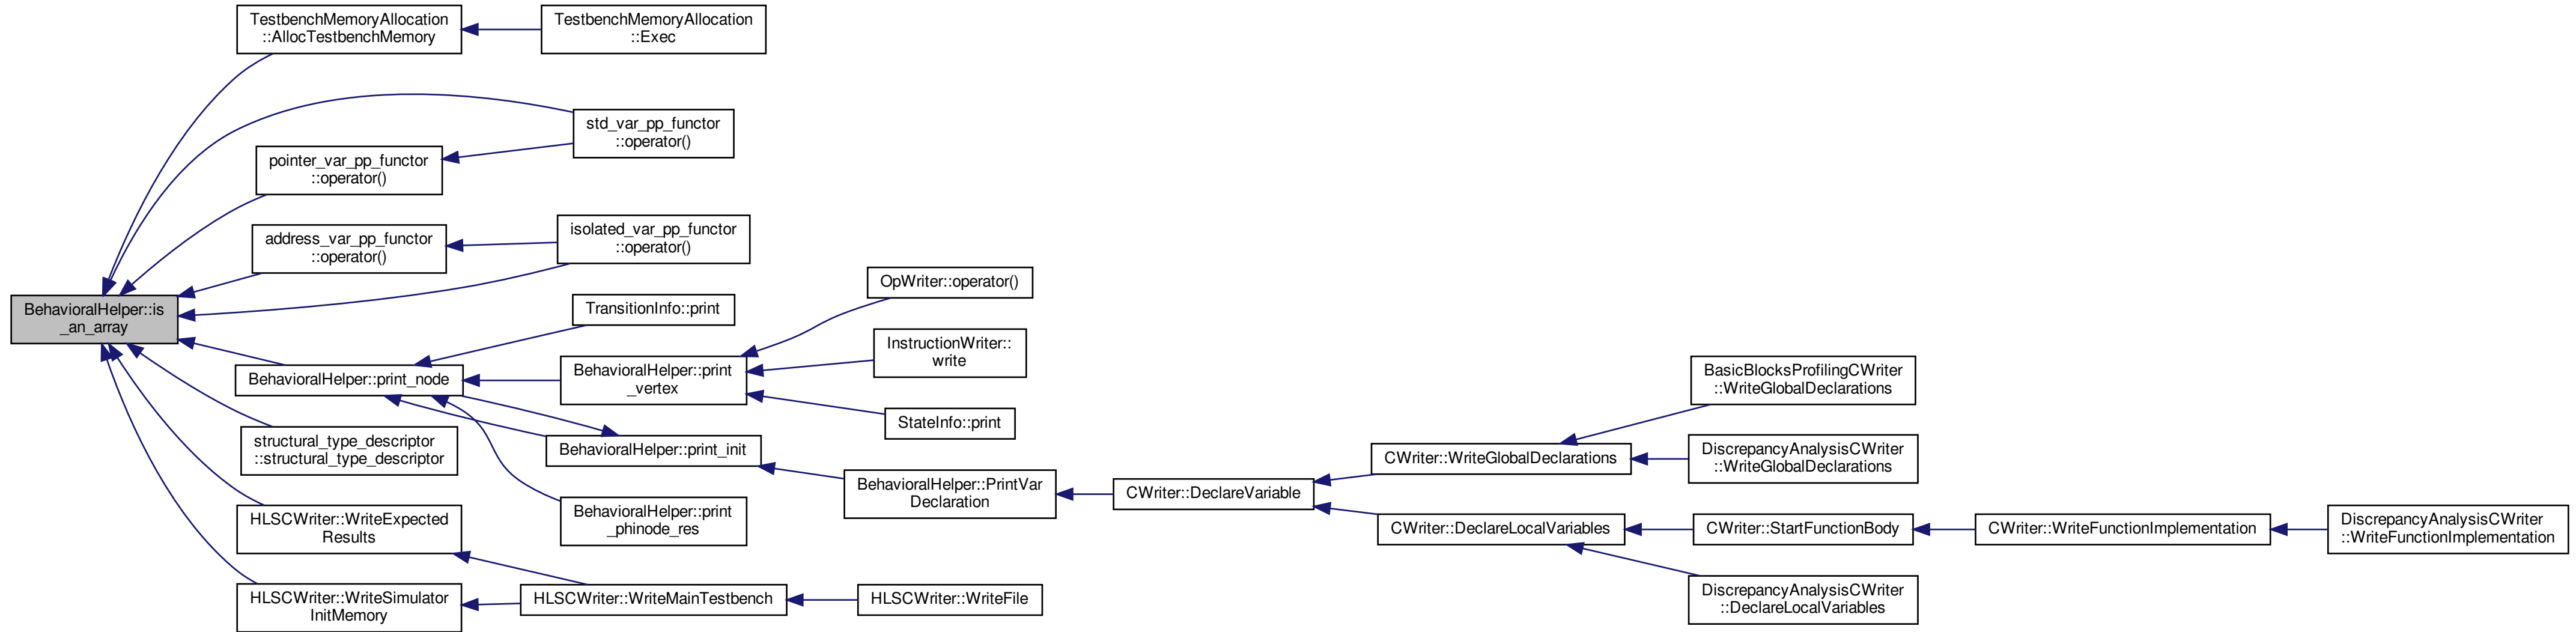 TestbenchMemoryAllocation
::AllocTestbenchMemory
TestbenchMemoryAllocation
::Exec
std_var_pp_functor
::operator()
pointer_var_pp_functor
::operator()
address_var_pp_functor
::operator()
isolated_var_pp_functor
::operator()
BehavioralHelper::is
_an_array
TransitionInfo::print
OpWriter::operator()
InstructionWriter::
write
BehavioralHelper::print_node
BehavioralHelper::print
_vertex
StateInfo::print
structural_type_descriptor
::structural_type_descriptor
BehavioralHelper::print_init
BehavioralHelper::print
_phinode_res
BehavioralHelper::PrintVar
Declaration
CWriter::DeclareVariable
CWriter::WriteGlobalDeclarations
BasicBlocksProfilingCWriter
::WriteGlobalDeclarations
DiscrepancyAnalysisCWriter
::WriteGlobalDeclarations
CWriter::DeclareLocalVariables
CWriter::StartFunctionBody
CWriter::WriteFunctionImplementation
DiscrepancyAnalysisCWriter
::WriteFunctionImplementation
DiscrepancyAnalysisCWriter
::DeclareLocalVariables
HLSCWriter::WriteExpected
Results
HLSCWriter::WriteSimulator
InitMemory
HLSCWriter::WriteMainTestbench
HLSCWriter::WriteFile